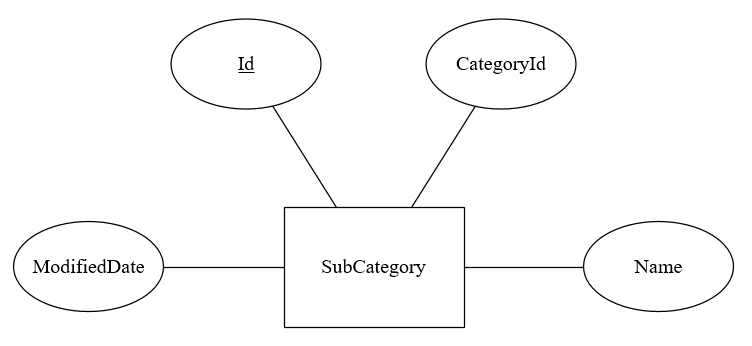 Id
CategoryId
ModifiedDate
SubCategory
Name